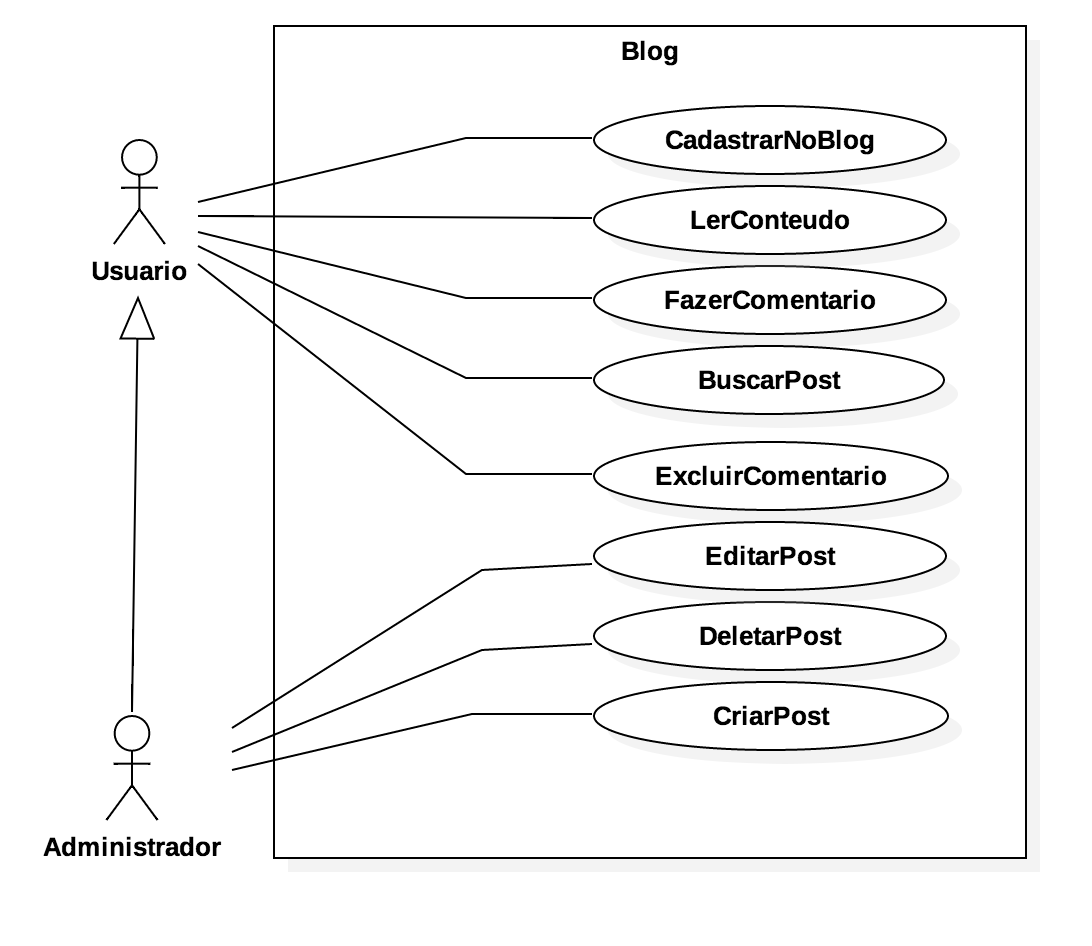 Blog
CadastrarNoBlog
LerConteudo
FazerComentario
Usuario
BuscarPost
ExcluirComentario
EditarPost
DeletarPost
CriarPost
Administrador